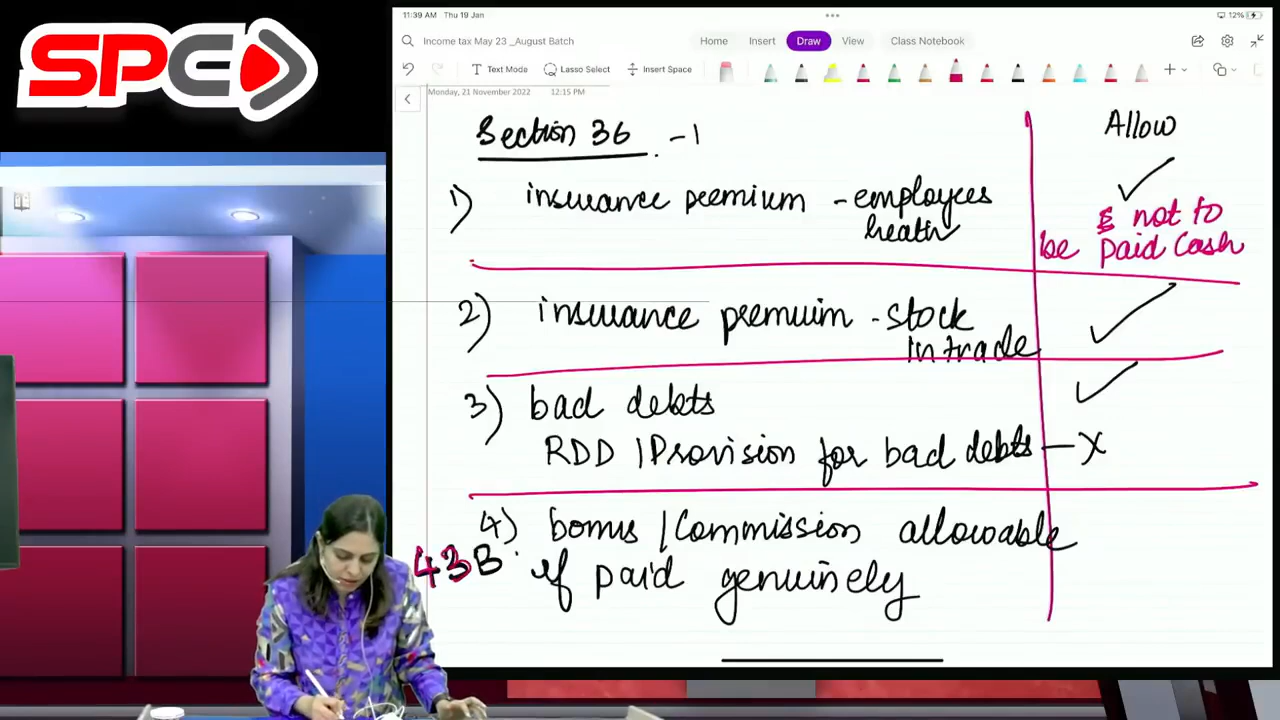 SPC
11:39 AM Thu 19 Jan
12%
Income tax May 23 _August Batch
Home Insert Draw View Class Notebook
Text Mode Lasso Select Insert Space
Monday, 21 November 2022 12:15 PM
Section 36 - 1
Allow
1) insurance premium - employees
heath
not to
be paid cash
2) insurance premuim - stock
in trade
3) bad debts
RDD / Provision for bad debts — X
4) bonus / Commission allowable
43B
if paid genuinely